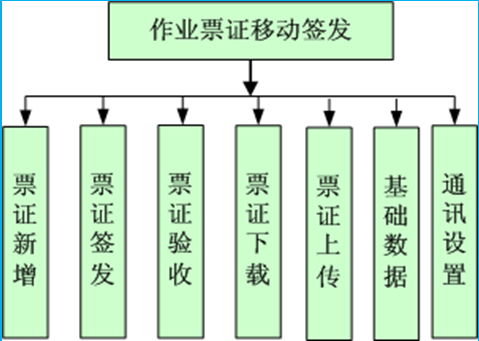 作业票证移动签发
票证新增
票证签发
票证验收
票证下载
票证上传
基础数据
通讯设置